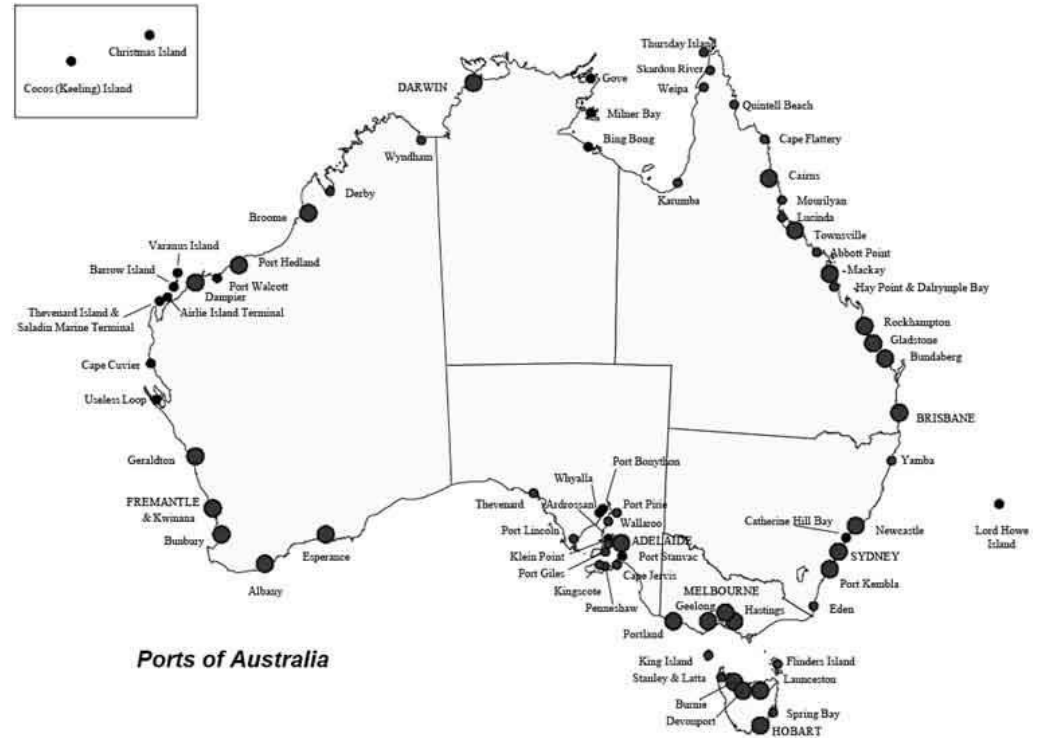 Christmas Island
Cocos (Keeling) Island
DARWIN
Wyndham
Derby
Broome
Port Hedland
Port Walcott
Varanus Island
Barrow Island
Dampier
Airlie Island Terminal
Thevenard Island &
Saladin Marine Terminal
Cape Cuvier
Useless Loop
Geraldton
FREMANTLE
& Kwinana
Bunbury
Albany
Esperance
Gove
Milner Bay
Bing Bong
Thursday Island
Skardon River
Weipa
Karumba
Quintell Beach
Cape Flattery
Cairns
Mourilyan
Lucinda
Townsville
Abbott Point
Mackay
Hay Point & Dalrymple Bay
Rockhampton
Gladstone
Bundaberg
BRISBANE
Yamba
Lord Howe
Island
Catherine Hill Bay
Newcastle
SYDNEY
Port Kembla
Eden
Port Bonython
Whyalla
Ardrossan
Port Pirie
Wallaroo
Thevenard
Port Lincoln
ADELAIDE
Klein Point
Port Stanvac
Port Giles
Cape Jervis
Kingscote
Penneshaw
MELBOURNE
Geelong
Hastings
Portland
King Island
Flinders Island
Stanley & Latta
Launceston
Burnie
Devonport
Spring Bay
HOBART
Ports of Australia